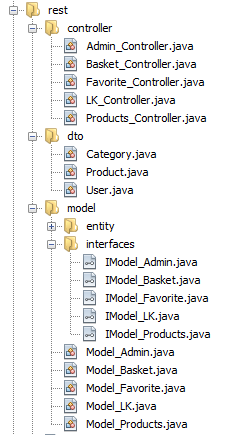 rest
controller
Admin_Controller.java
Basket_Controller.java
Favorite_Controller.java
LK_Controller.java
Products_Controller.java
dto
Category.java
Product.java
User.java
model
entity
interfaces
IModel_Admin.java
IModel_Basket.java
IModel_Favorite.java
IModel_LK.java
IModel_Products.java
Model_Admin.java
Model_Basket.java
Model_Favorite.java
Model_LK.java
Model_Products.java